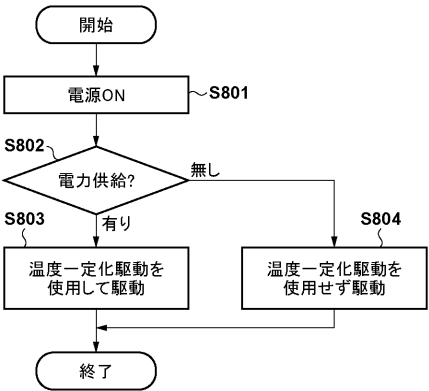 開始
電源ON
S801
S802
電力供給?
無し
有り
S803
温度一定化駆動を
使用して駆動
S804
温度一定化駆動を
使用せず駆動
終了